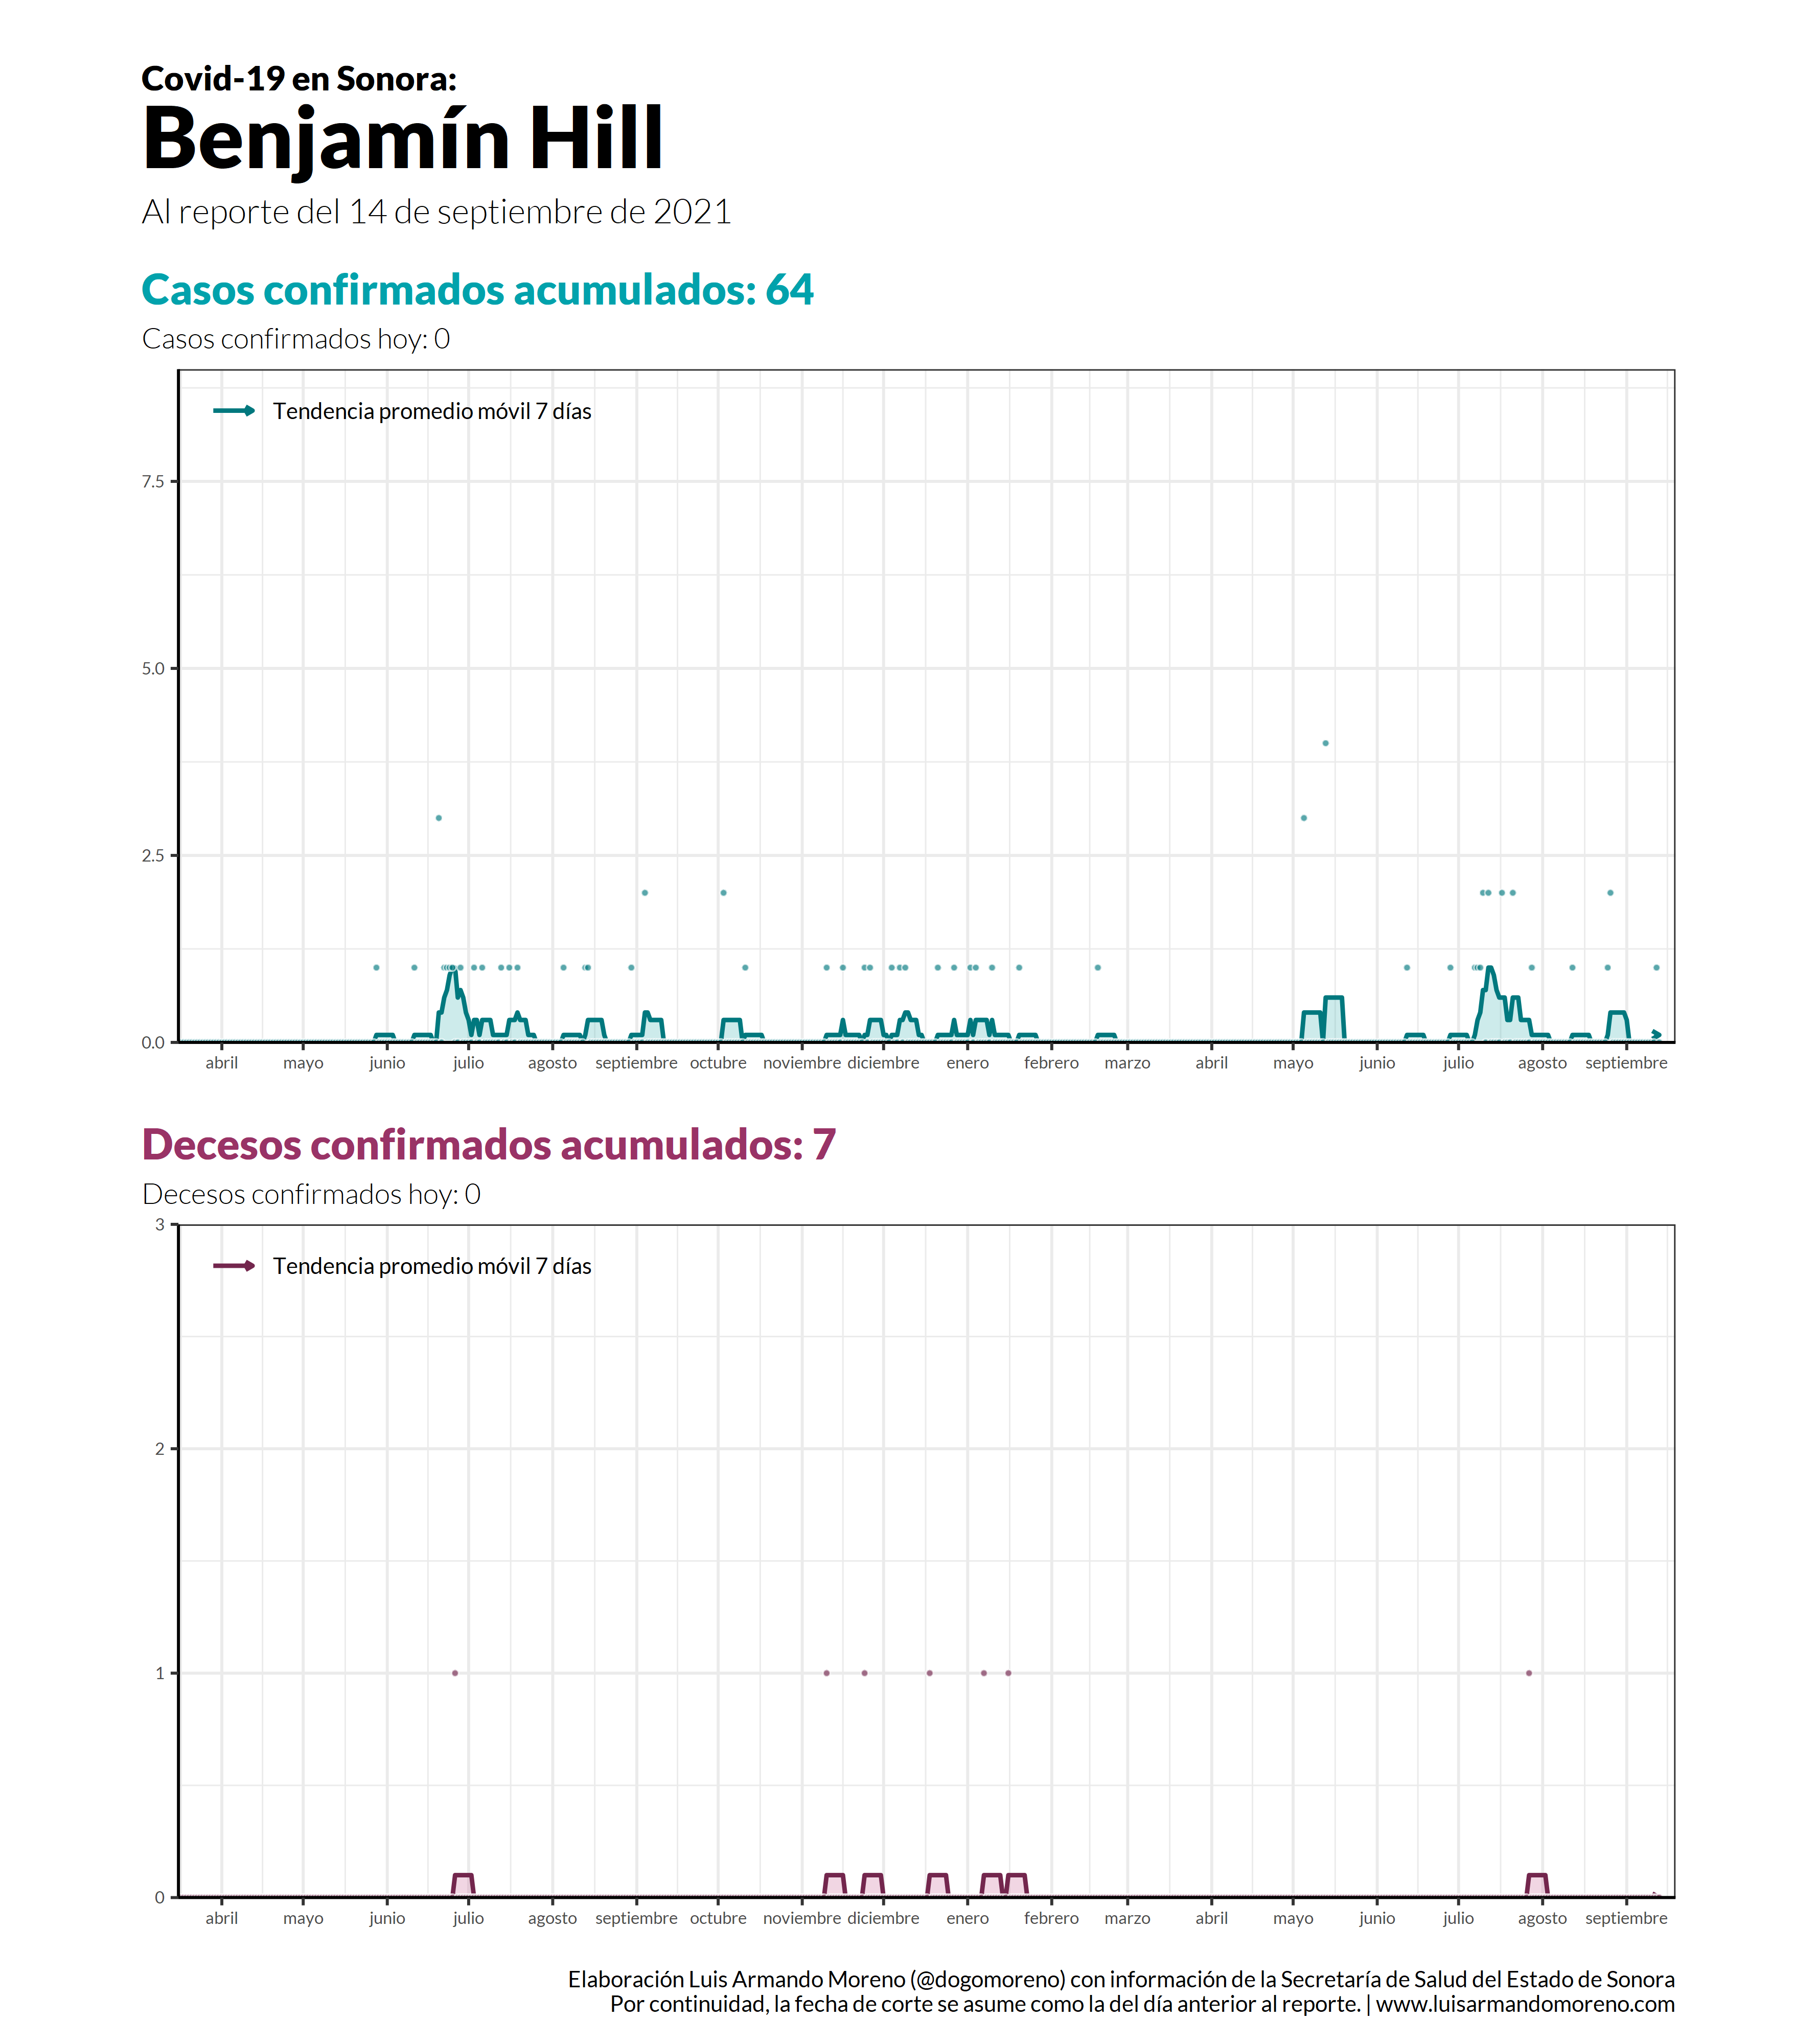 Covid-19 en Sonora:
Benjamín Hill
Al reporte del 14 de septiembre de 2021
Casos confirmados acumulados: 64
Casos confirmados hoy: 0
Tendencia promedio móvil 7 días
7.5
5.0
2.5
0.0
abril mayo junio julio agosto septiembre octubre noviembre diciembre enero febrero marzo abril mayo junio julio agosto septiembre
Decesos confirmados acumulados: 7
Decesos confirmados hoy: 0
3
Tendencia promedio móvil 7 días
2
1
0
abril mayo junio julio agosto septiembre octubre noviembre diciembre enero febrero marzo abril mayo junio julio agosto septiembre
Elaboración Luis Armando Moreno (@dogomoreno) con información de la Secretaría de Salud del Estado de Sonora
Por continuidad, la fecha de corte se asume como la del día anterior al reporte. | www.luisarmandomoreno.com